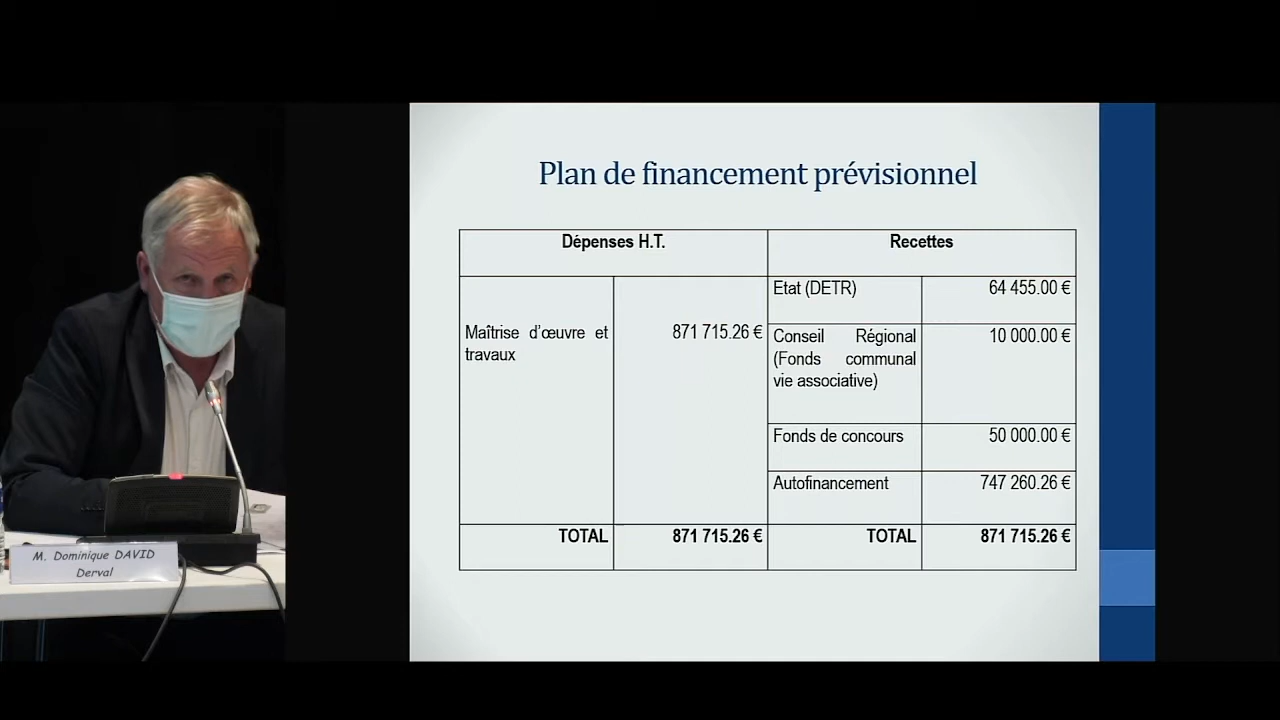 Plan de financement prévisionnel
Dépenses H.T.
Recettes
Maîtrise d'œuvre et
travaux
871 715.26 €
Etat (DETR)
64 455.00 €
Conseil Régional
(Fonds communal
vie associative)
10 000.00 €
Fonds de concours
50 000.00 €
Autofinancement
747 260.26 €
TOTAL
871 715.26 €
TOTAL
871 715.26 €
M. Dominique DAVID
Derval